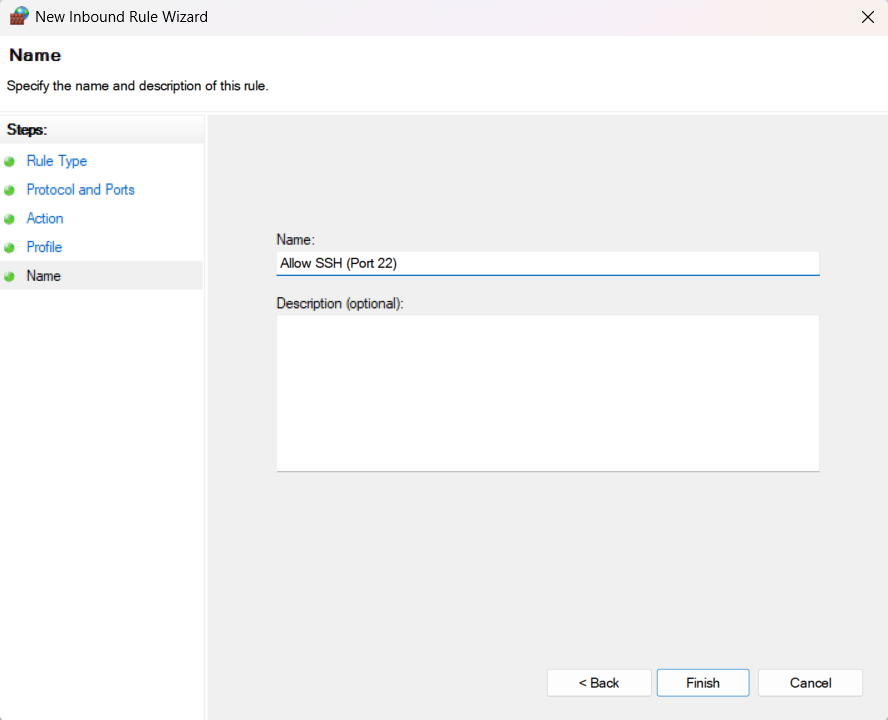 New Inbound Rule Wizard
Name
Specify the name and description of this rule.
Steps:
Rule Type
Protocol and Ports
Action
Profile
Name
Name:
Allow SSH (Port 22)
Description (optional):
< Back
Finish
Cancel